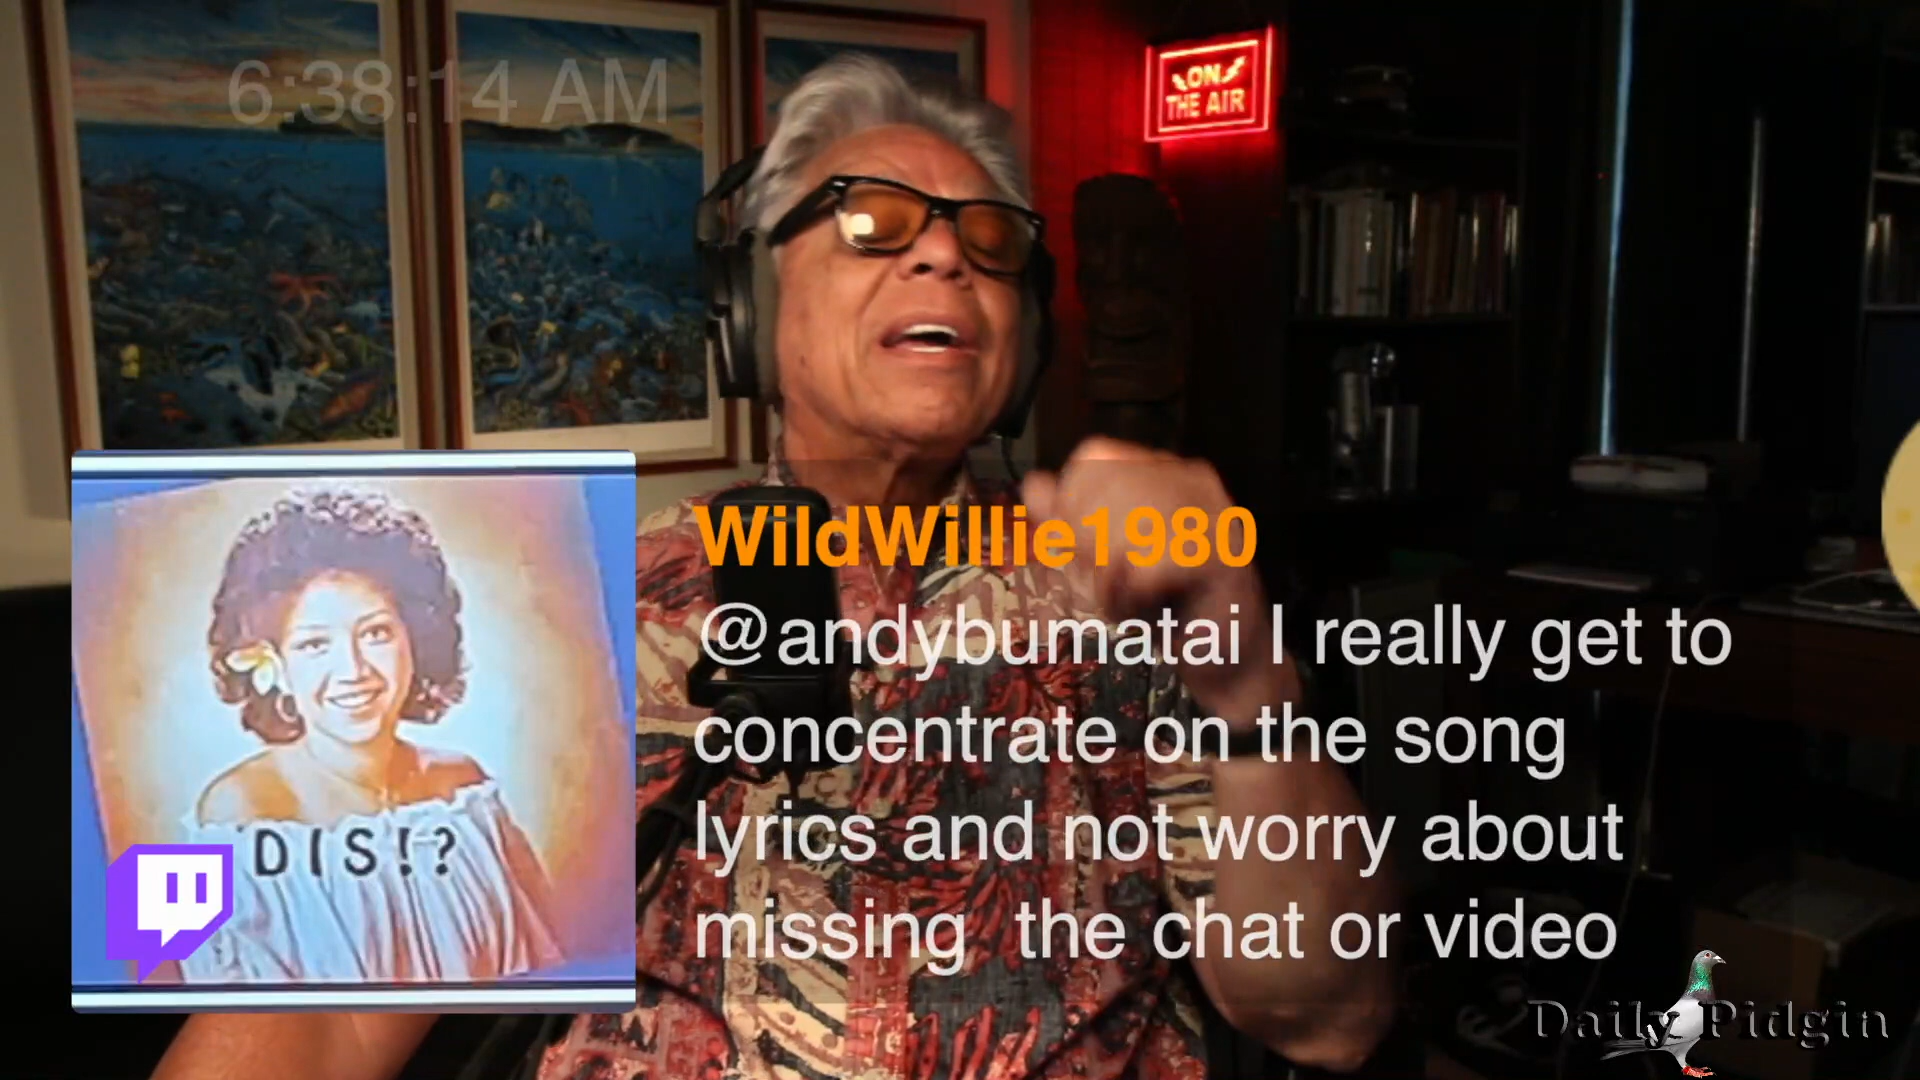 6:38:14 AM
ON
THE AIR
WildWillie1980
@andybumatai I really get to
concentrate on the song
lyrics and not worry about
missing  the chat or video
DIS!?
Daily Pidgin